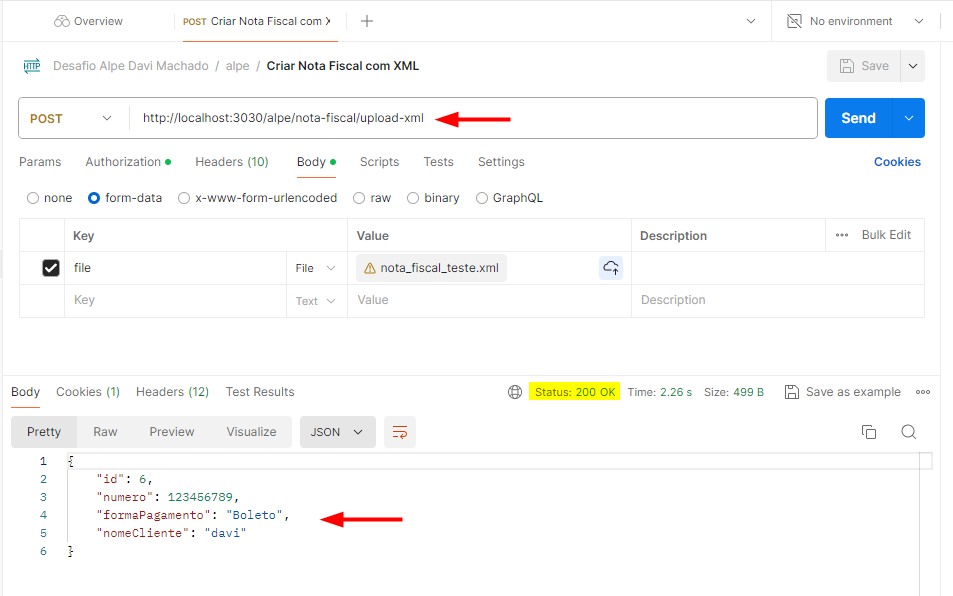 Overview
POST Criar Nota Fiscal com X
No environment
HTTP Desafio Alpe Davi Machado / alpe / Criar Nota Fiscal com XML
Save
POST http://localhost:3030/alpe/nota-fiscal/upload-xml Send
Params Authorization Headers (10) Body Scripts Tests Settings Cookies
none form-data x-www-form-urlencoded raw binary GraphQL
Key Value Description ••• Bulk Edit
file File nota_fiscal_teste.xml
Key Text Value Description
Body Cookies (1) Headers (12) Test Results Status: 200 OK Time: 2.26 s Size: 499 B Save as example •••
Pretty Raw Preview Visualize JSON
1 {
2 "id": 6,
3 "numero": 123456789,
4 "formaPagamento": "Boleto",
5 "nomeCliente": "davi"
6 }